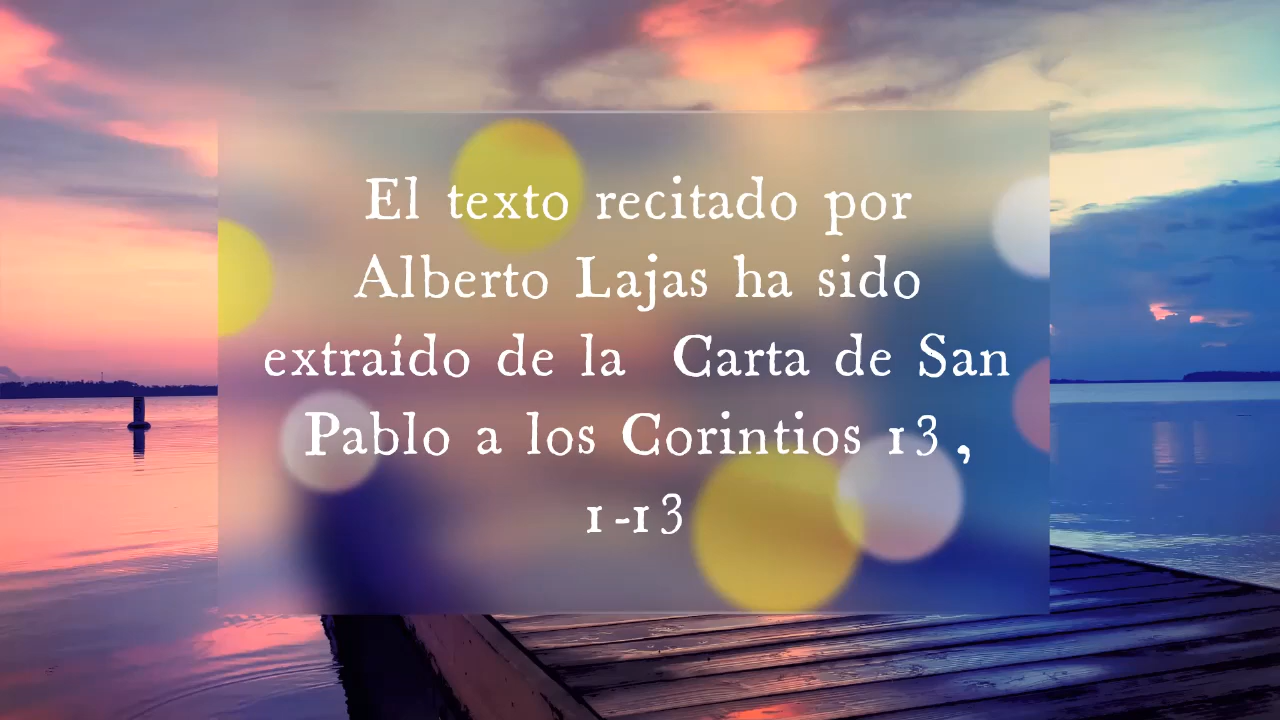 El texto recitado por
Alberto Lajas ha sido
extraído de la  Carta de San
Pablo a los Corintios 13,
1-13